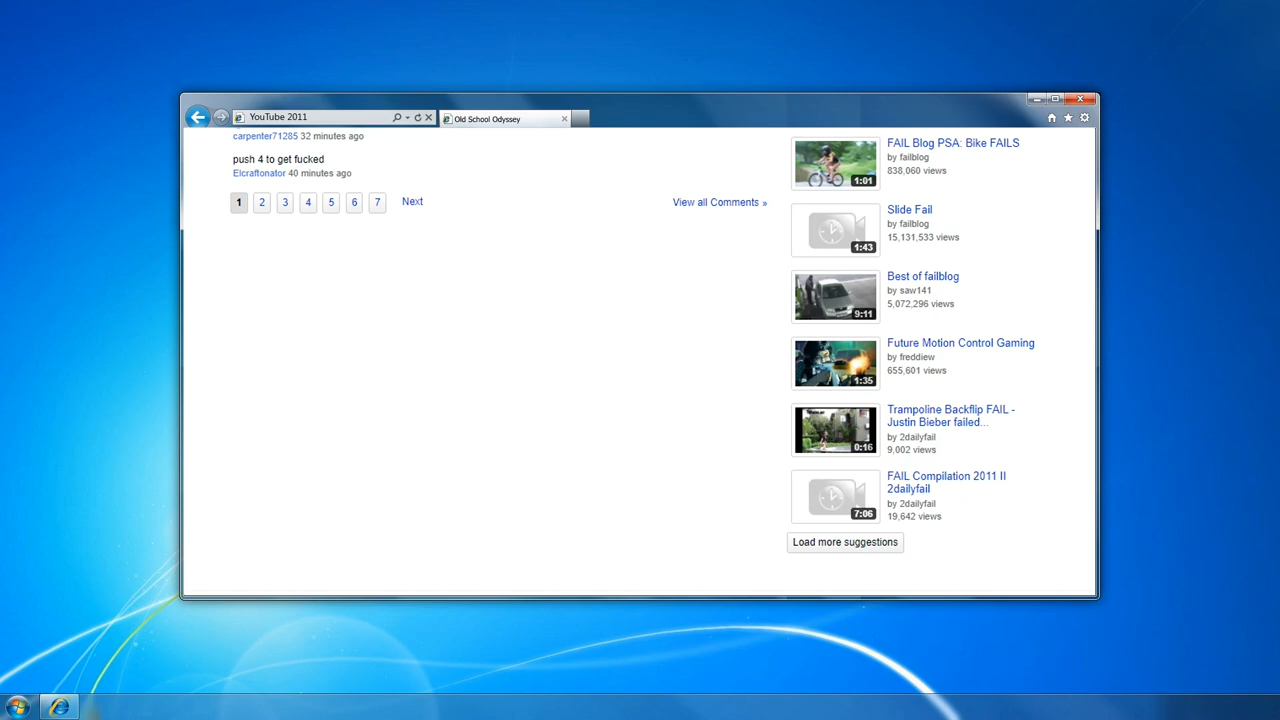 YouTube 2011
Old School Odyssey
carpenter71285 32 minutes ago
push 4 to get fucked
Elcraftonator 40 minutes ago
1 2 3 4 5 6 7 Next
View all Comments »
FAIL Blog PSA: Bike FAILS
by failblog
838,060 views
1:01
Slide Fail
by failblog
15,131,533 views
1:43
Best of failblog
by saw141
5,072,296 views
9:11
Future Motion Control Gaming
by freddiew
655,601 views
1:35
Trampoline Backflip FAIL -
Justin Bieber failed...
by 2dailyfail
9,002 views
0:16
FAIL Compilation 2011 II
2dailyfail
by 2dailyfail
19,642 views
7:06
Load more suggestions